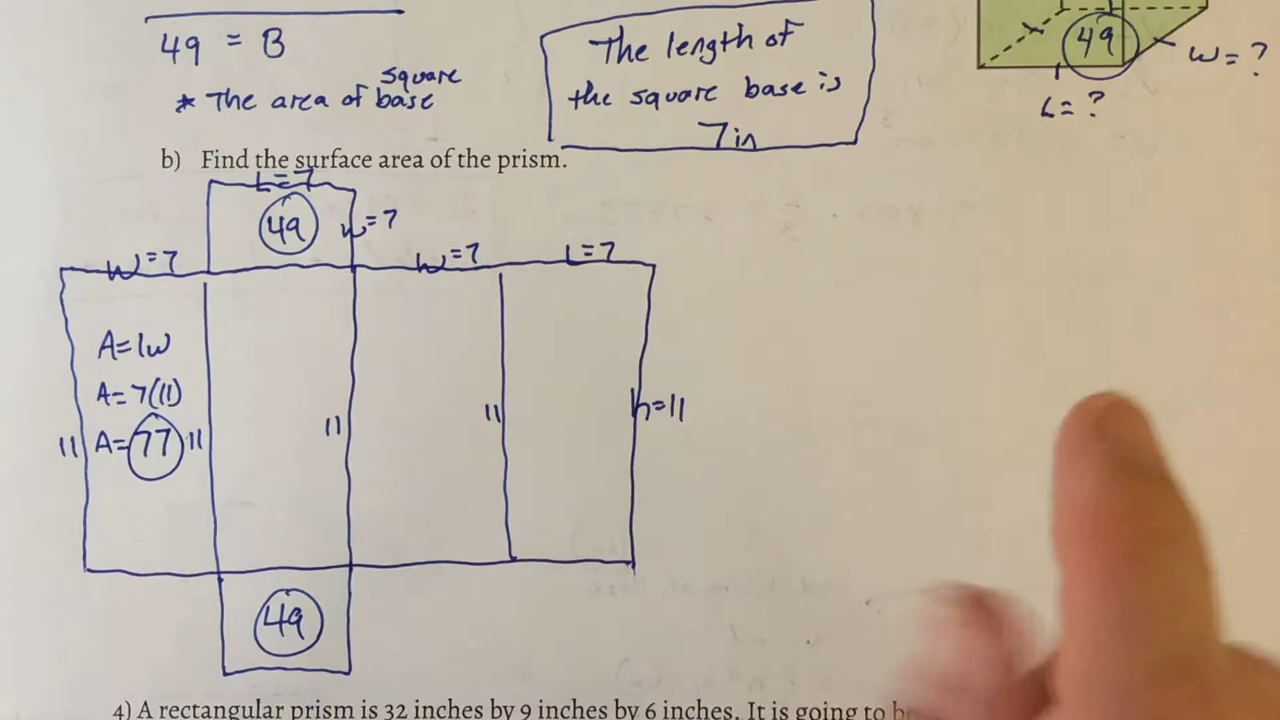 49 = B
square
* The area of base
The length of
the square base is
7in
49
w = ?
L = ?
b) Find the surface area of the prism.
L = 7
49
w = 7
W = 7
W = 7
L = 7
A = lw
A = 7(11)
A = 77
11
11
11
11
h = 11
49
4) A rectangular prism is 32 inches by 9 inches by 6 inches. It is going to b